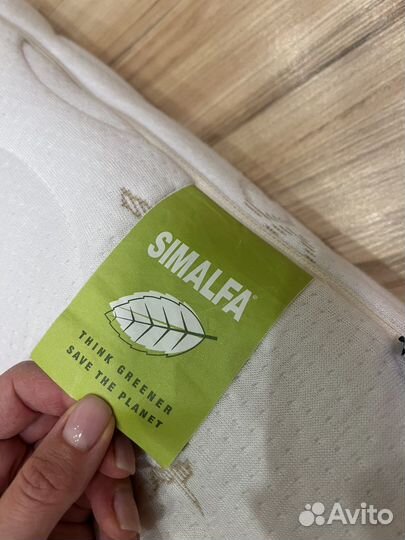 SIMALFA®
THINK GREENER
SAVE THE PLANET
Avito